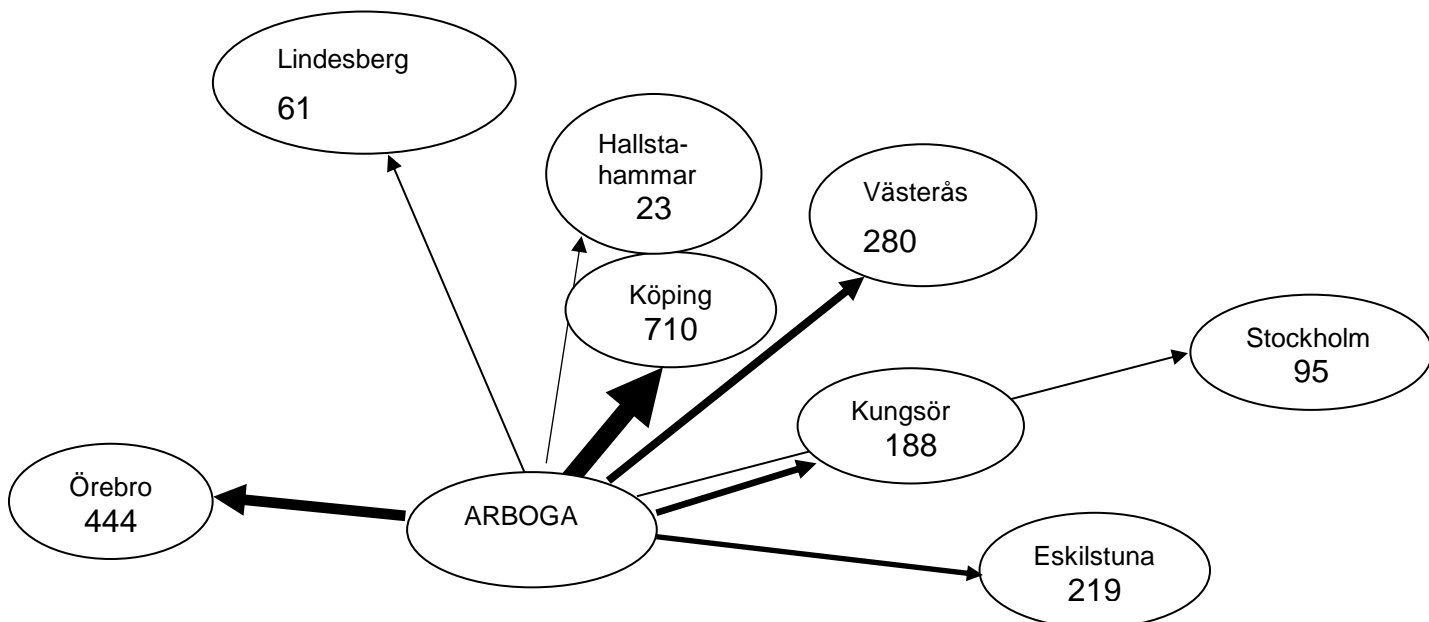 Lindesberg
61
Hallsta-
hammar
23
Västerås
280
Köping
710
Stockholm
95
Kungsör
188
Örebro
444
ARBOGA
Eskilstuna
219